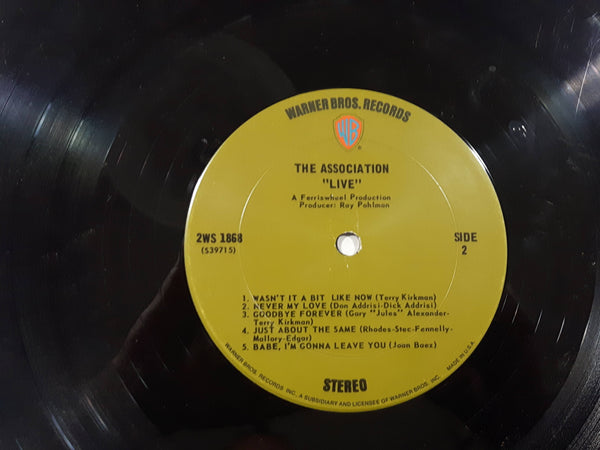 WARNER BROS. RECORDS
WB
®
THE ASSOCIATION
"LIVE"
A Ferriswheel Production
Producer: Ray Pohlman
2WS 1868
(S39715)
SIDE
2
1. WASN'T IT A BIT LIKE NOW (Terry Kirkman)
2. NEVER MY LOVE (Don Addrisi-Dick Addrisi)
3. GOODBYE FOREVER (Gary "Jules" Alexander-
Terry Kirkman)
4. JUST ABOUT THE SAME (Rhodes-Stec-Fennelly-
Mallory-Edgar)
5. BABE, I'M GONNA LEAVE YOU (Joan Baez)
STEREO
WARNER BROS. RECORDS INC., A SUBSIDIARY AND LICENSEE OF WARNER BROS. INC. MADE IN U.S.A.